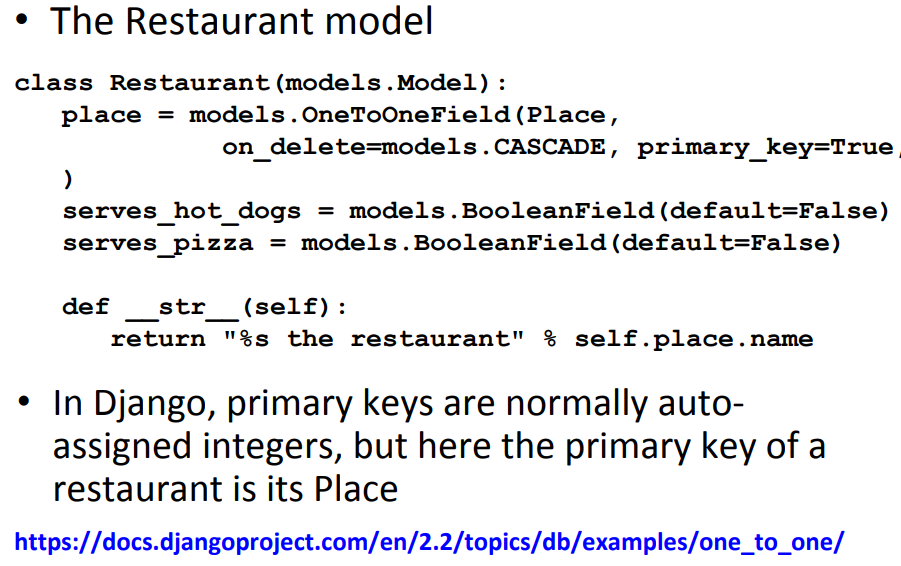 • The Restaurant model
class Restaurant(models.Model):
place = models.OneToOneField(Place,
on_delete=models.CASCADE, primary_key=True,
)
serves_hot_dogs = models.BooleanField(default=False)
serves_pizza = models.BooleanField(default=False)
def __str__(self):
return "%s the restaurant" % self.place.name
• In Django, primary keys are normally auto-
assigned integers, but here the primary key of a
restaurant is its Place
https://docs.djangoproject.com/en/2.2/topics/db/examples/one_to_one/